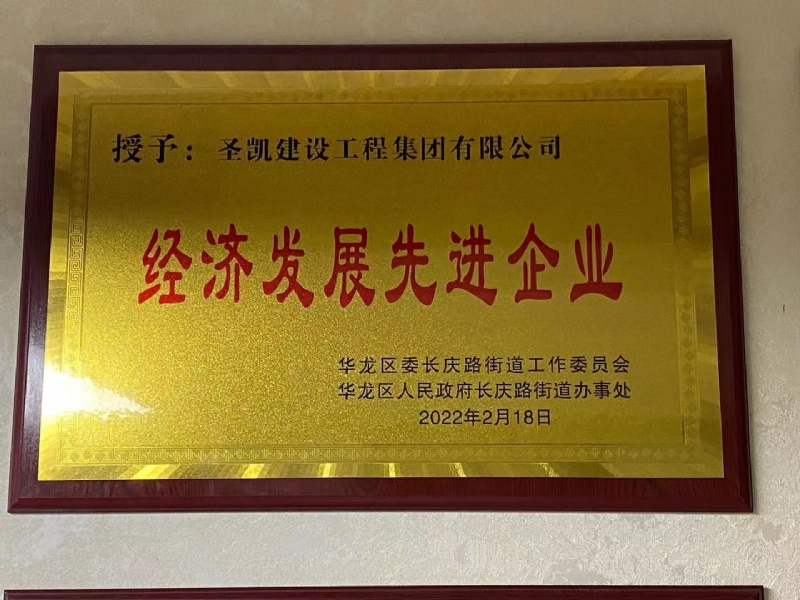 授予：圣凯建设工程集团有限公司
经济发展先进企业
华龙区委长庆路街道工作委员会
华龙区人民政府长庆路街道办事处
2022年2月18日